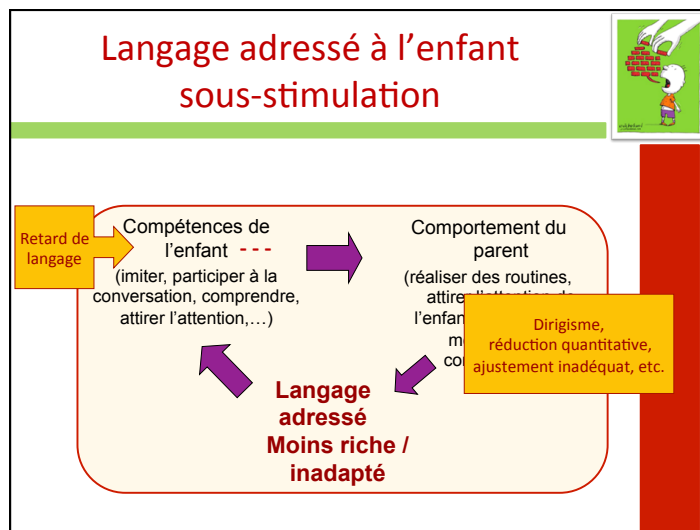 Langage adressé à l’enfant
sous-stimulation
Retard de
langage
Compétences de
l’enfant - - -
(imiter, participer à la
conversation, comprendre,
attirer l’attention,…)
Comportement du
parent
(réaliser des routines,
l’enfan
Dirigisme,
réduction quantitative,
ajustement inadéquat, etc.
Langage
adressé
Moins riche /
inadapté